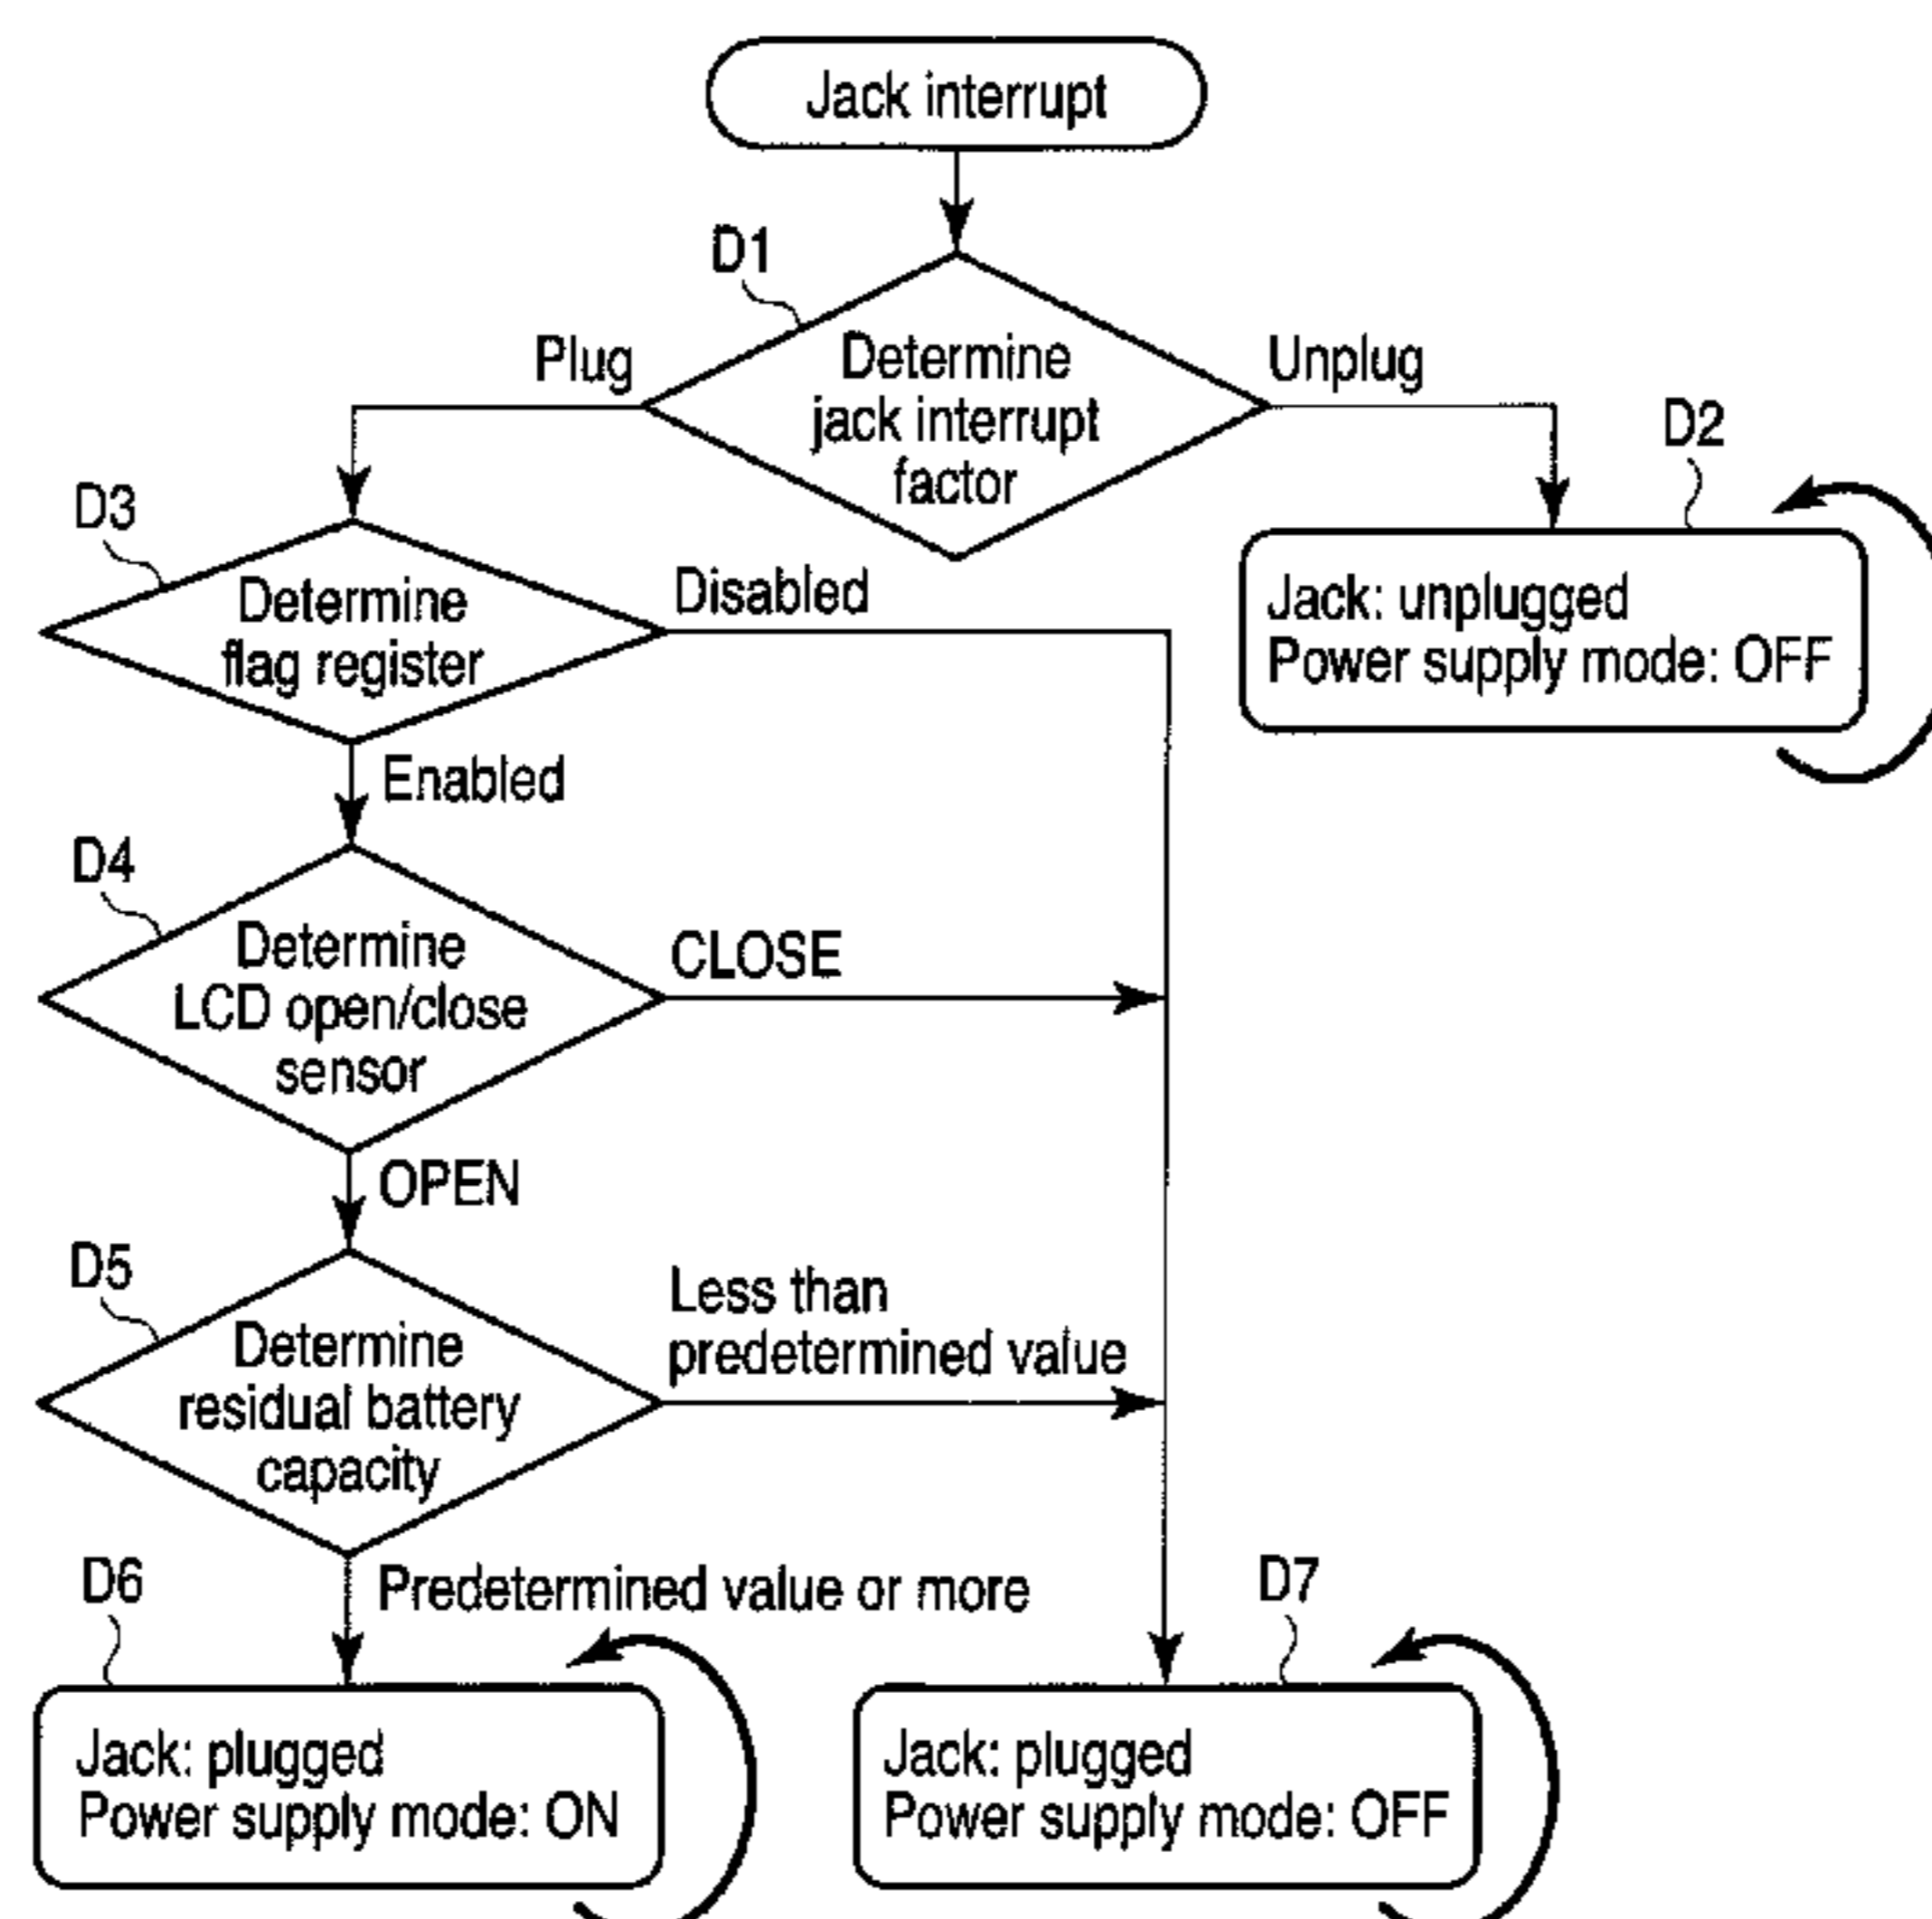 Jack interrupt
D1
Plug
Determine
jack interrupt
factor
Unplug
D2
Jack: unplugged
Power supply mode: OFF
D3
Determine
flag register
Disabled
Enabled
D4
Determine
LCD open/close
sensor
CLOSE
OPEN
D5
Determine
residual battery
capacity
Less than
predetermined value
Predetermined value or more
D6
Jack: plugged
Power supply mode: ON
D7
Jack: plugged
Power supply mode: OFF